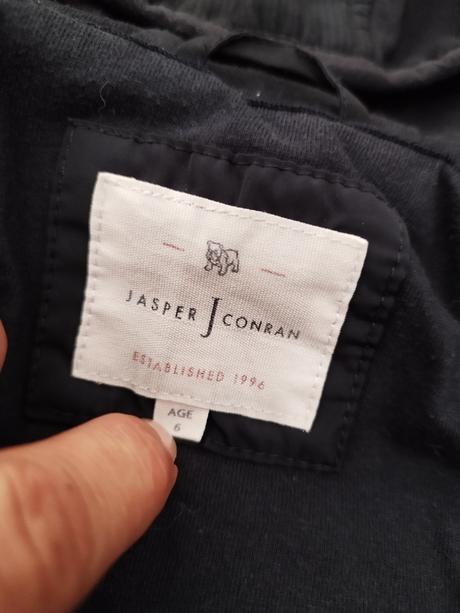 JASPER J CONRAN
ESTABLISHED 1996
AGE
6